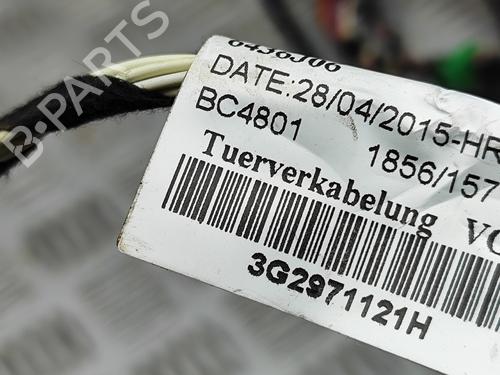 DATE:28/04/2015-HR
BC4801
1856/157
Tuerverkabelung
3G2971121H
B-PARTS